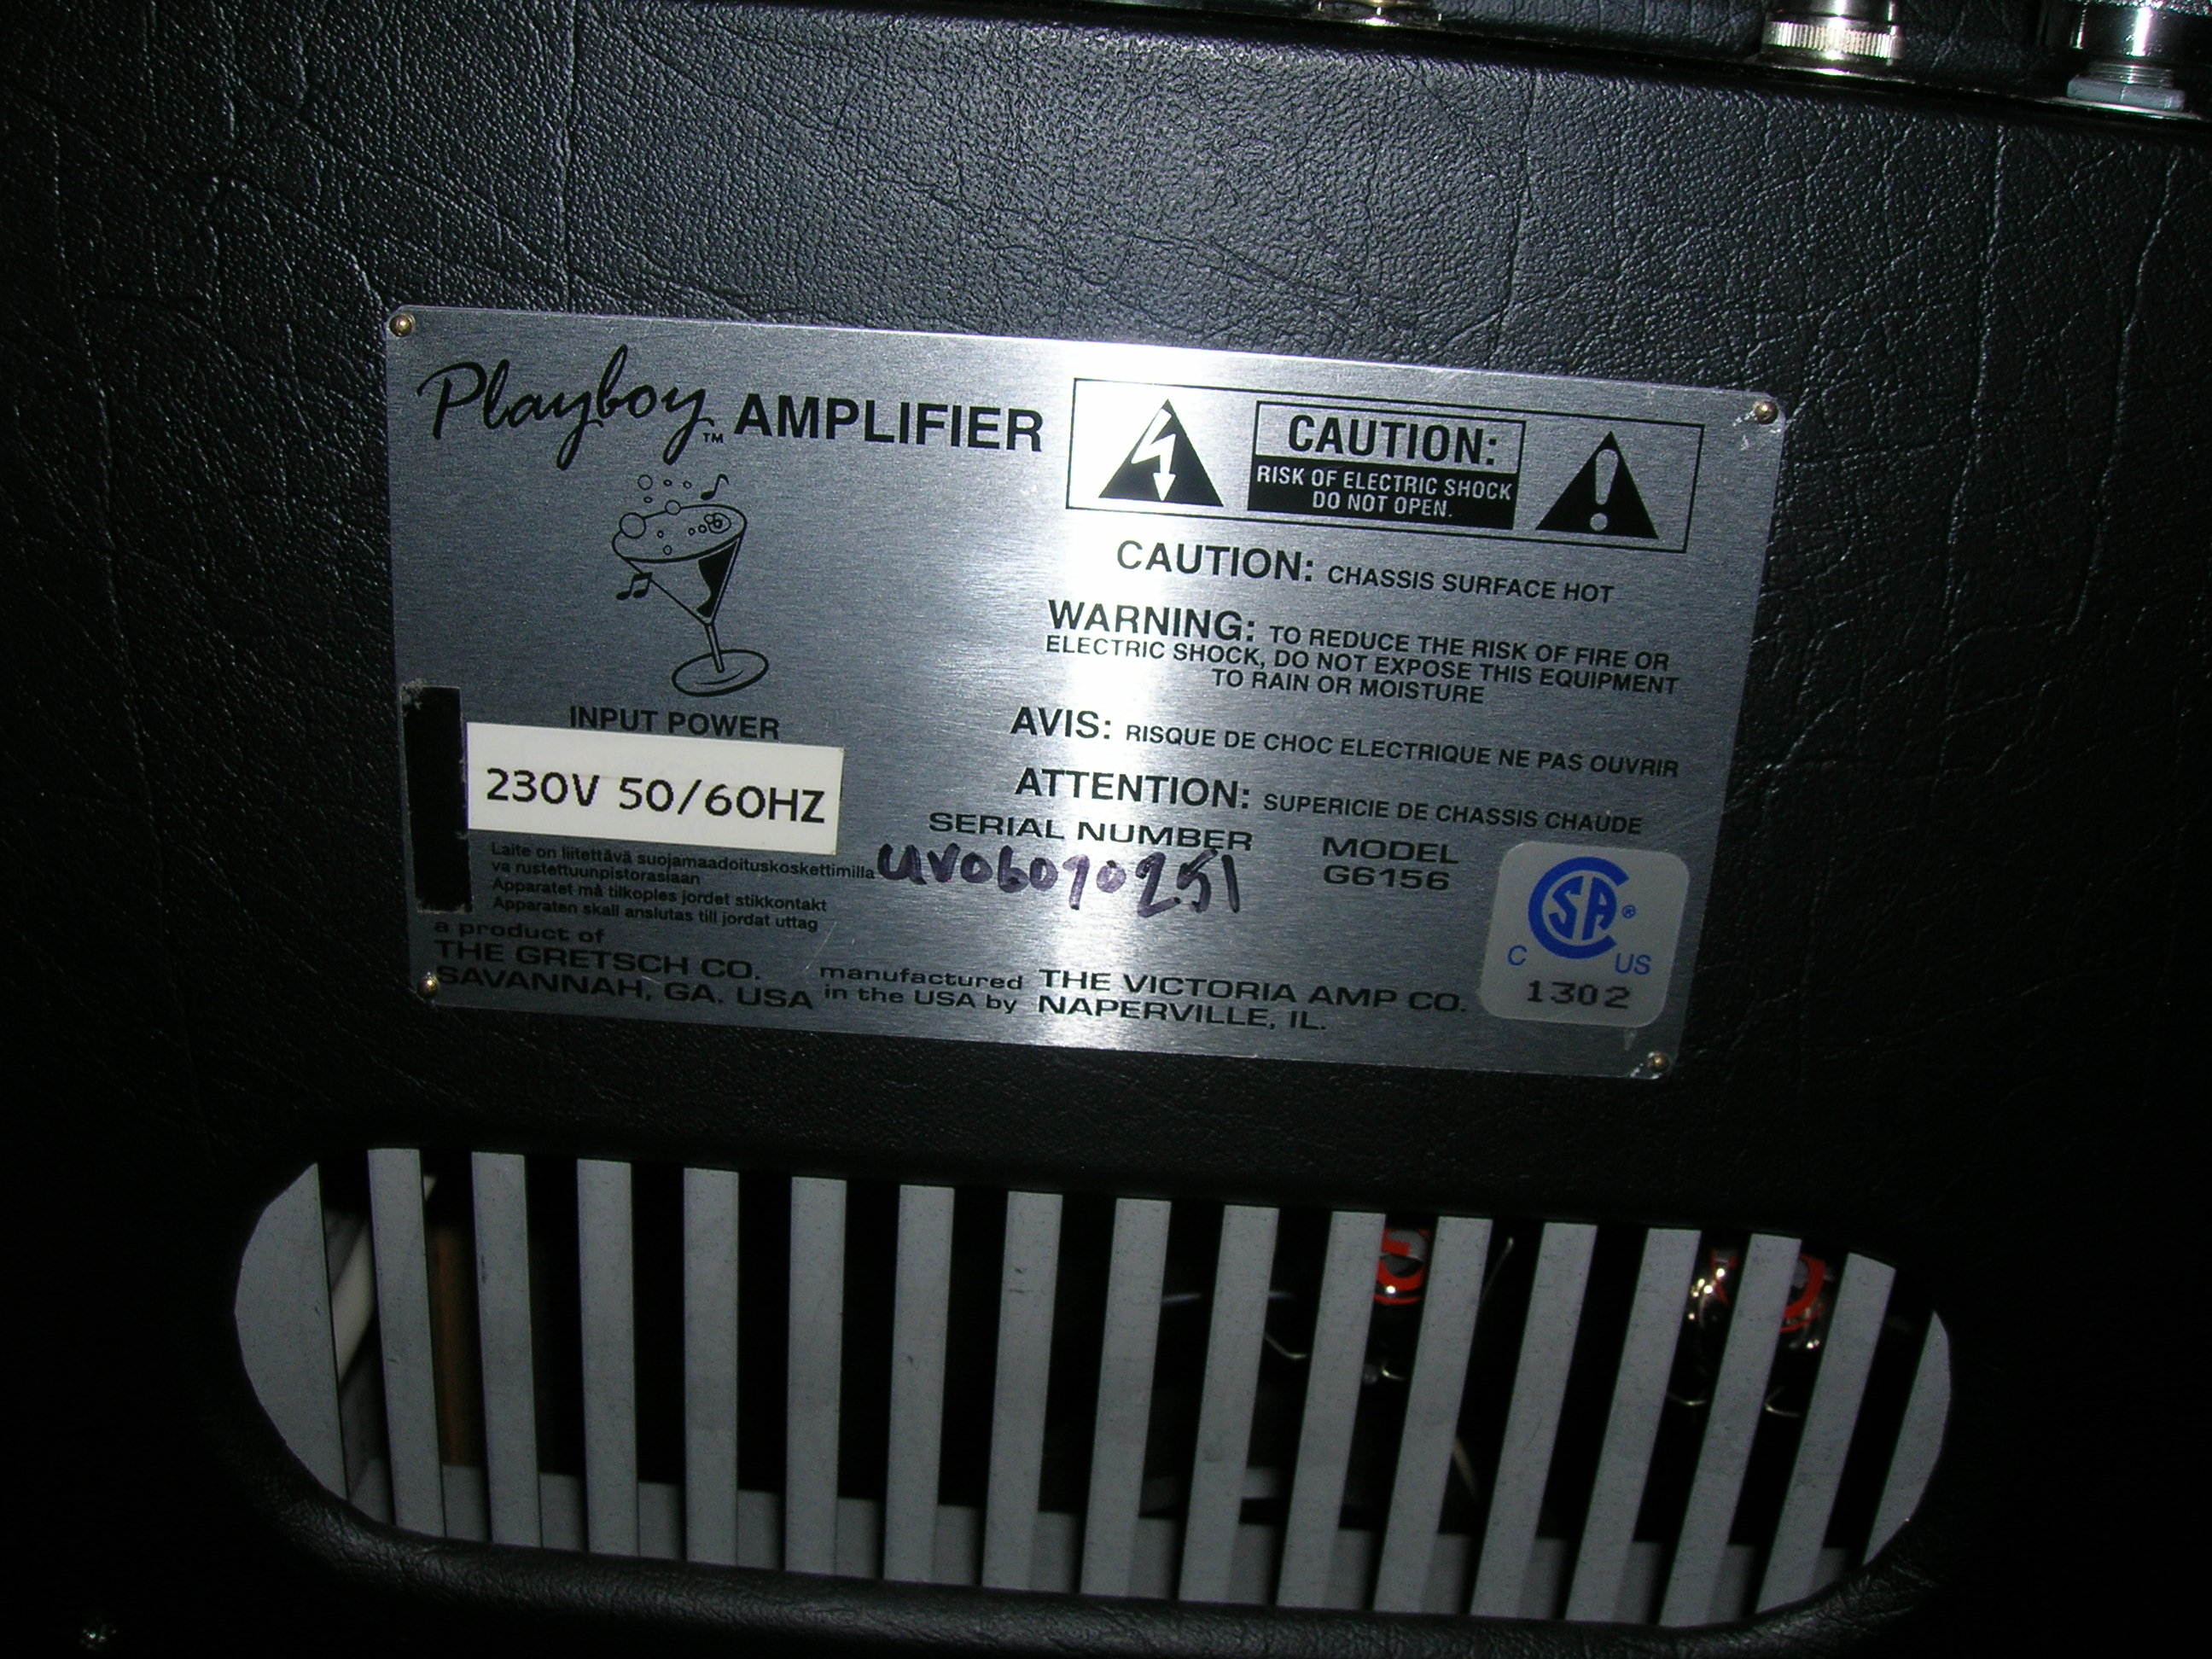 Playboy™ AMPLIFIER
CAUTION:
RISK OF ELECTRIC SHOCK
DO NOT OPEN.
CAUTION: CHASSIS SURFACE HOT
WARNING: TO REDUCE THE RISK OF FIRE OR
ELECTRIC SHOCK, DO NOT EXPOSE THIS EQUIPMENT
TO RAIN OR MOISTURE
AVIS: RISQUE DE CHOC ELECTRIQUE NE PAS OUVRIR
ATTENTION: SUPERICIE DE CHASSIS CHAUDE
INPUT POWER
230V 50/60HZ
Laite on liitettävä suojamaadoituskoskettimilla
va rustettuunpistorasiaan
Apparatet må tilkoples jordet stikkontakt
Apparaten skall anslutas till jordat uttag
SERIAL NUMBER
UV06090251
MODEL
G6156
a product of
THE GRETSCH CO.
SAVANNAH, GA. USA
manufactured
in the USA by
THE VICTORIA AMP CO.
NAPERVILLE, IL.
CSA®
C US
1302